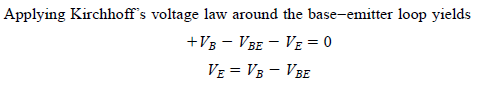 Applying Kirchhoff's voltage law around the base−emitter loop yields
+V_B − V_BE − V_E = 0
V_E = V_B − V_BE